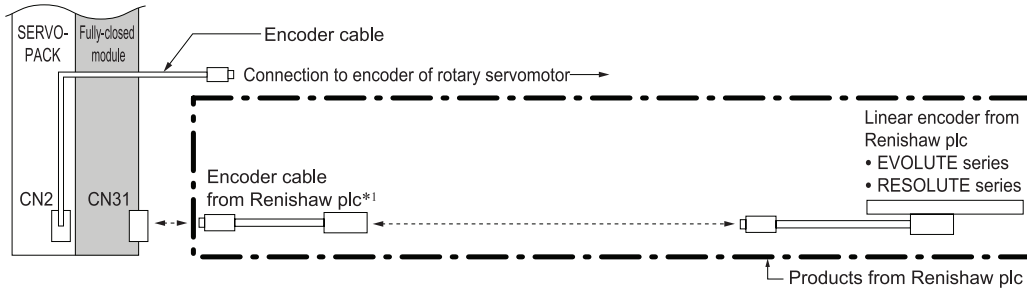 SERVO-
PACK
Fully-closed
module
Encoder cable
Connection to encoder of rotary servomotor
Linear encoder from
Renishaw plc
• EVOLUTE series
• RESOLUTE series
CN2
CN31
Encoder cable
from Renishaw plc*1
Products from Renishaw plc